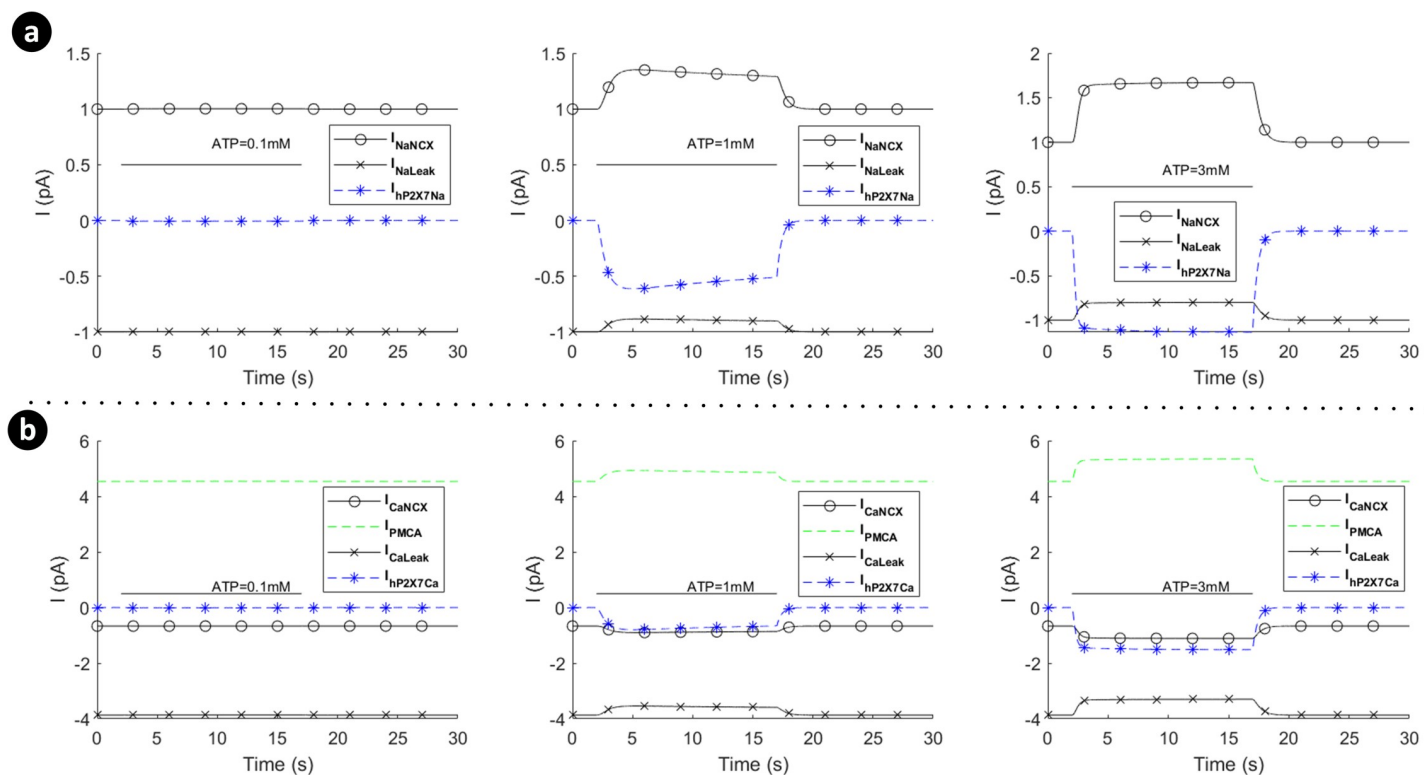 a
1.5
1
0.5
0
-0.5
-1
I (pA)
ATP=0.1mM
I_NaNCX
I_NaLeak
I_hP2X7Na
0 5 10 15 20 25 30
Time (s)
1.5
1
0.5
0
-0.5
-1
I (pA)
ATP=1mM
I_NaNCX
I_NaLeak
I_hP2X7Na
0 5 10 15 20 25 30
Time (s)
2
1.5
1
0.5
0
-0.5
-1
I (pA)
ATP=3mM
I_NaNCX
I_NaLeak
I_hP2X7Na
0 5 10 15 20 25 30
Time (s)
b
6
4
2
0
-2
-4
I (pA)
I_CaNCX
I_PMCA
I_CaLeak
I_hP2X7Ca
ATP=0.1mM
0 5 10 15 20 25 30
Time (s)
6
4
2
0
-2
-4
I (pA)
I_CaNCX
I_PMCA
I_CaLeak
I_hP2X7Ca
ATP=1mM
0 5 10 15 20 25 30
Time (s)
6
4
2
0
-2
-4
I (pA)
I_CaNCX
I_PMCA
I_CaLeak
I_hP2X7Ca
ATP=3mM
0 5 10 15 20 25 30
Time (s)